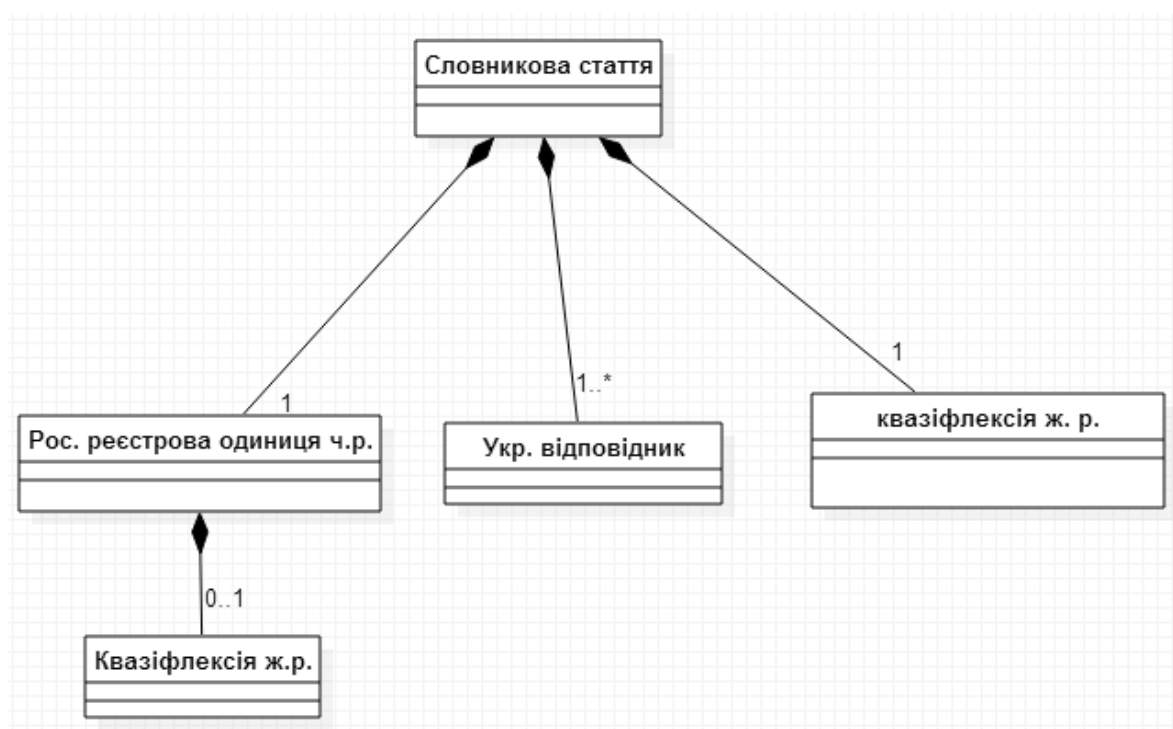 Словникова стаття
1
1
1..*
Рос. реєстрова одиниця ч.р.
Укр. відповідник
квазіфлексія ж. р.
0..1
Квазіфлексія ж.р.